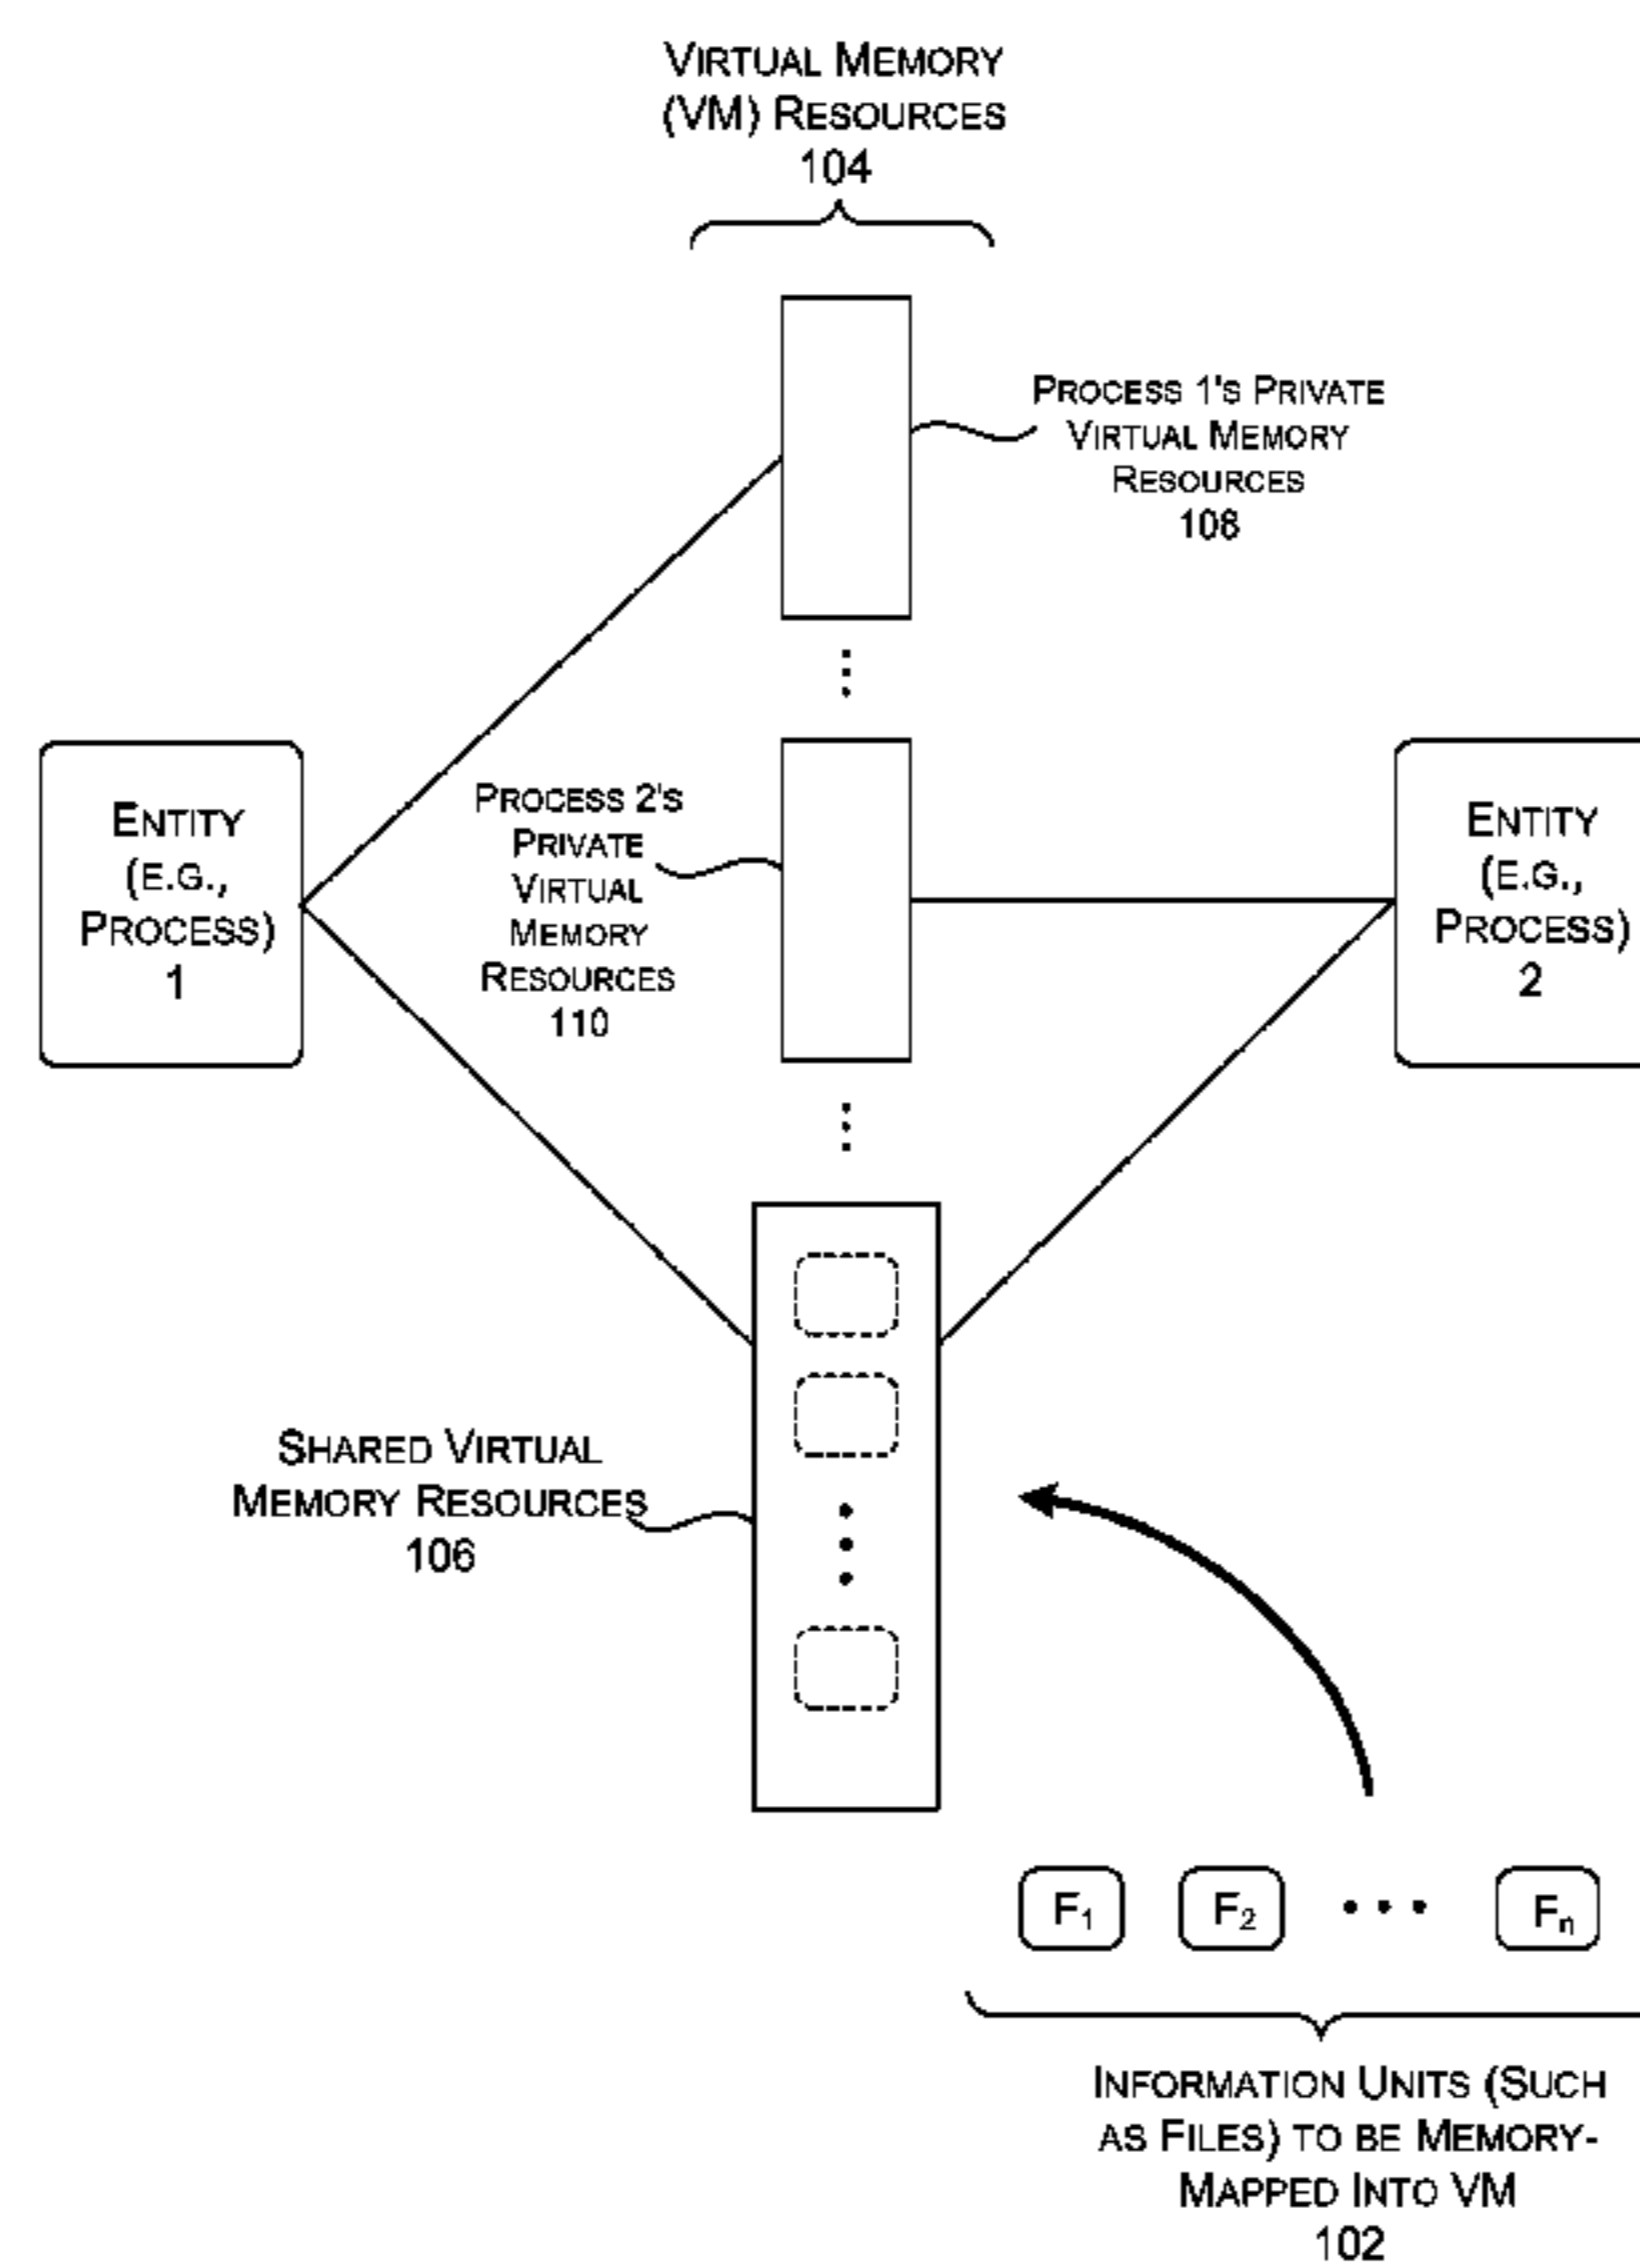 VIRTUAL MEMORY
(VM) RESOURCES
104
PROCESS 1'S PRIVATE
VIRTUAL MEMORY
RESOURCES
108
ENTITY
(E.G.,
PROCESS)
1
PROCESS 2'S
PRIVATE
VIRTUAL
MEMORY
RESOURCES
110
ENTITY
(E.G.,
PROCESS)
2
SHARED VIRTUAL
MEMORY RESOURCES
106
F1 F2 • • • Fn
INFORMATION UNITS (SUCH
AS FILES) TO BE MEMORY-
MAPPED INTO VM
102